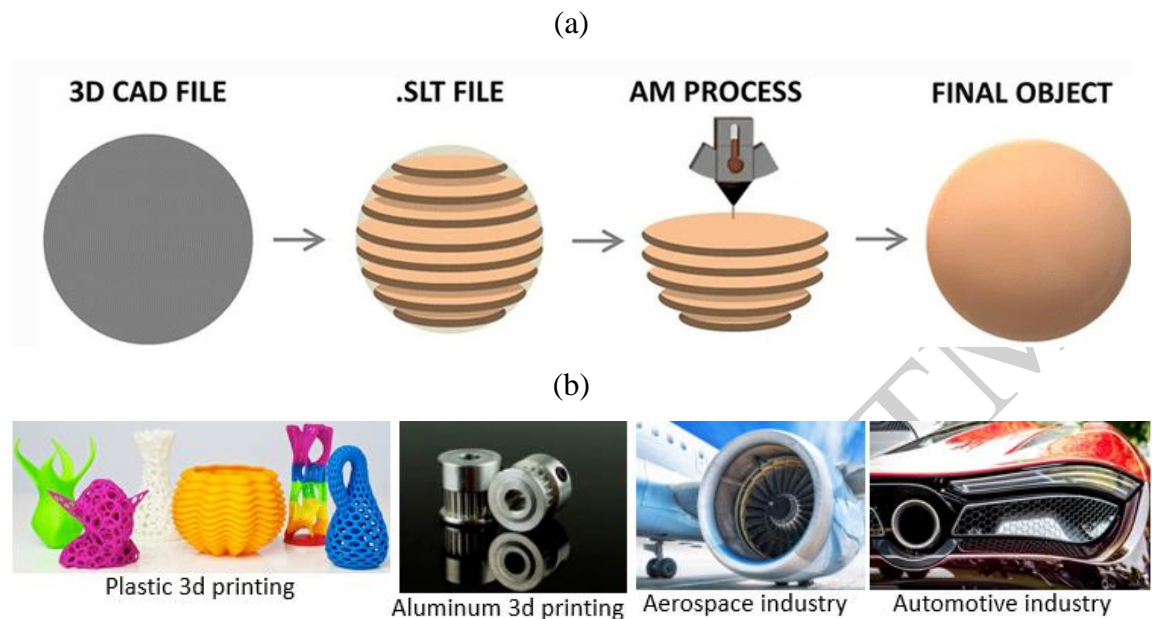 (a)
3D CAD FILE .SLT FILE AM PROCESS FINAL OBJECT
(b)
Plastic 3d printing Aluminum 3d printing Aerospace industry Automotive industry